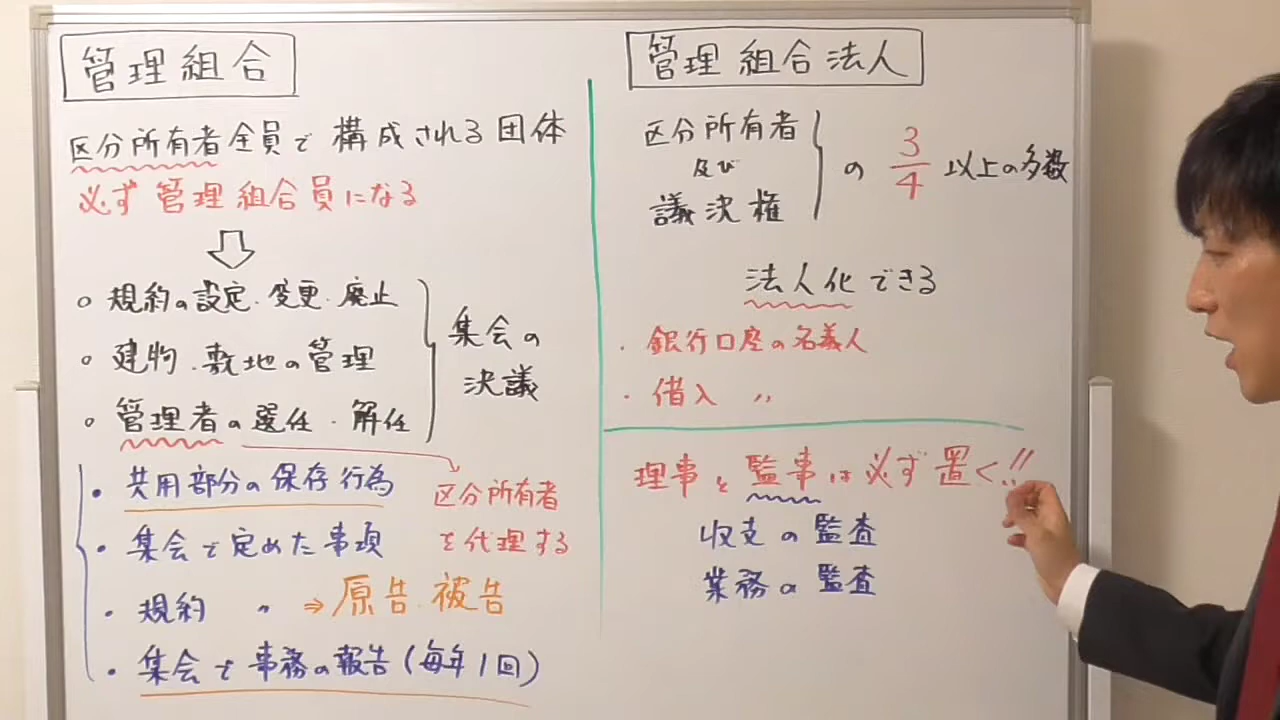 管理組合
区分所有者全員で構成される団体
必ず管理組合員になる
○ 規約の設定・変更・廃止
○ 建物・敷地の管理
○ 管理者の選任・解任
集会の
決議
・共用部分の保存行為
・集会で定めた事項
・規約 〃 ⇒ 原告・被告
・集会で事務の報告(毎年1回)
区分所有者
を代理する
管理組合法人
区分所有者
及び
議決権
の 3/4 以上の多数
法人化できる
・銀行口座の名義人
・借入 〃
理事と監事は必ず置く!!
収支の監査
業務の監査